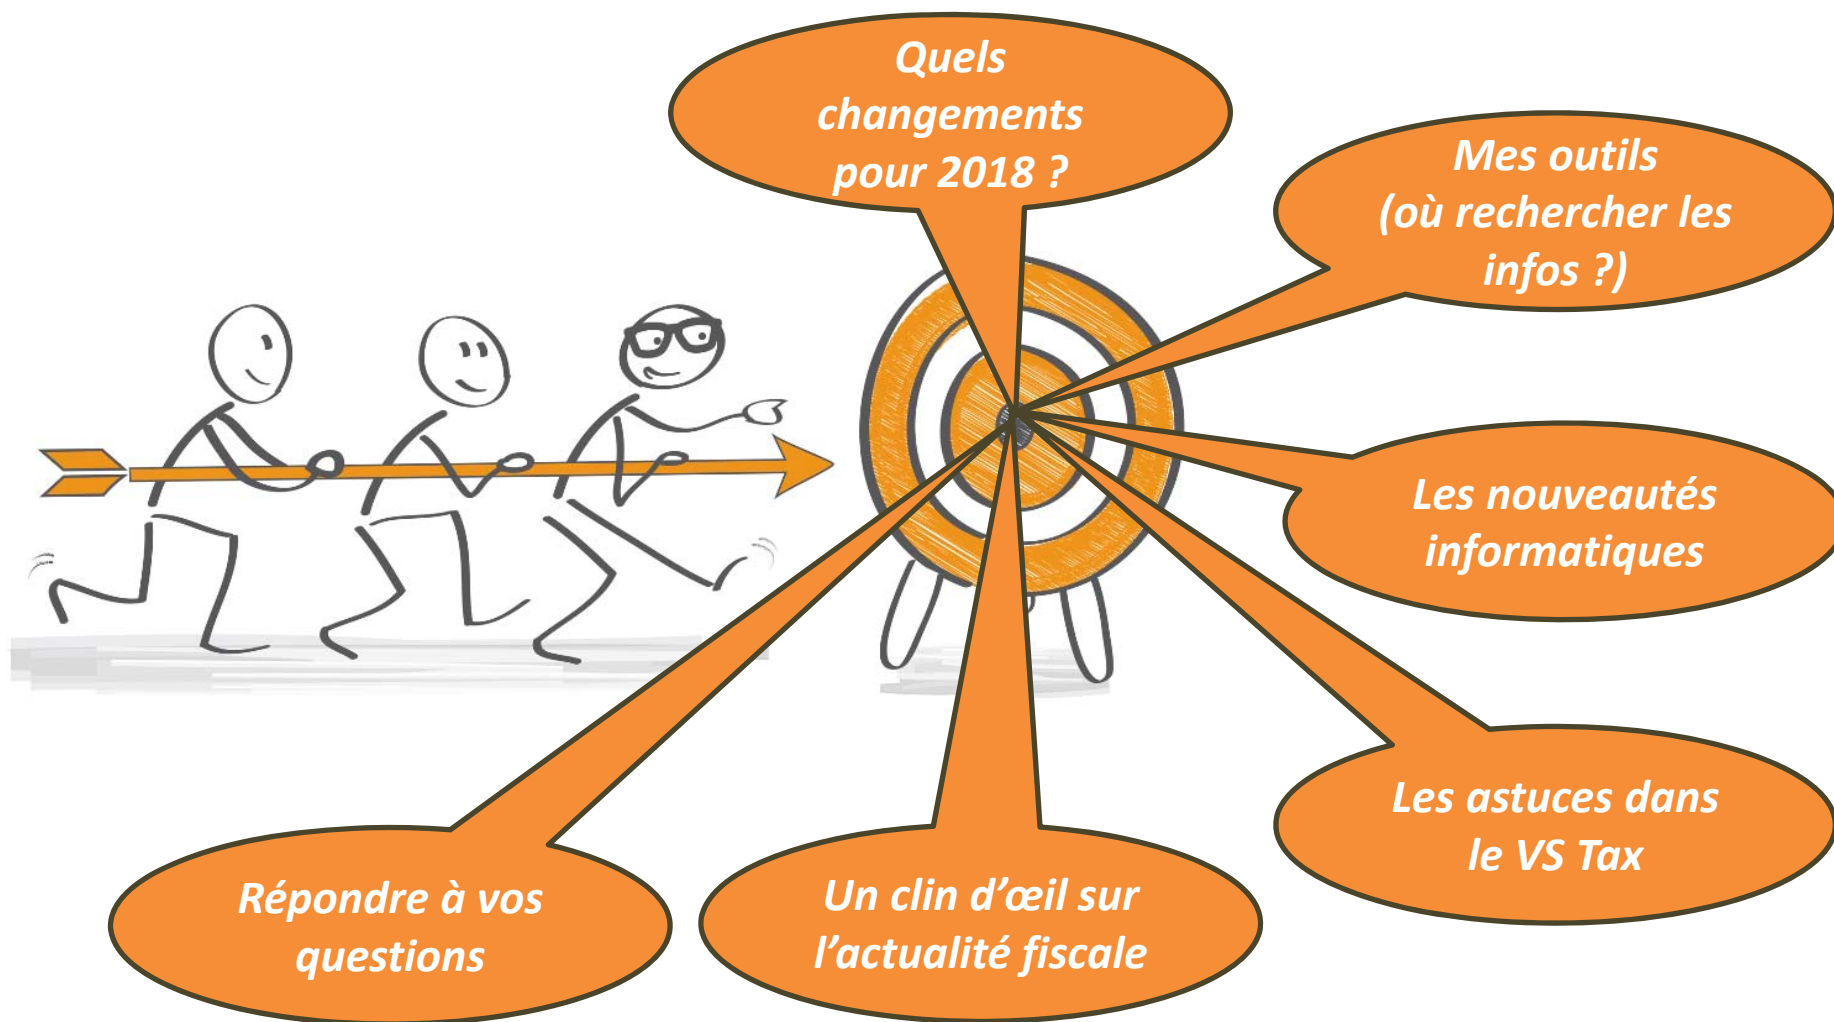 Quels
changements
pour 2018 ?
Mes outils
(où rechercher les
infos ?)
Les nouveautés
informatiques
Les astuces dans
le VS Tax
Un clin d’œil sur
l’actualité fiscale
Répondre à vos
questions